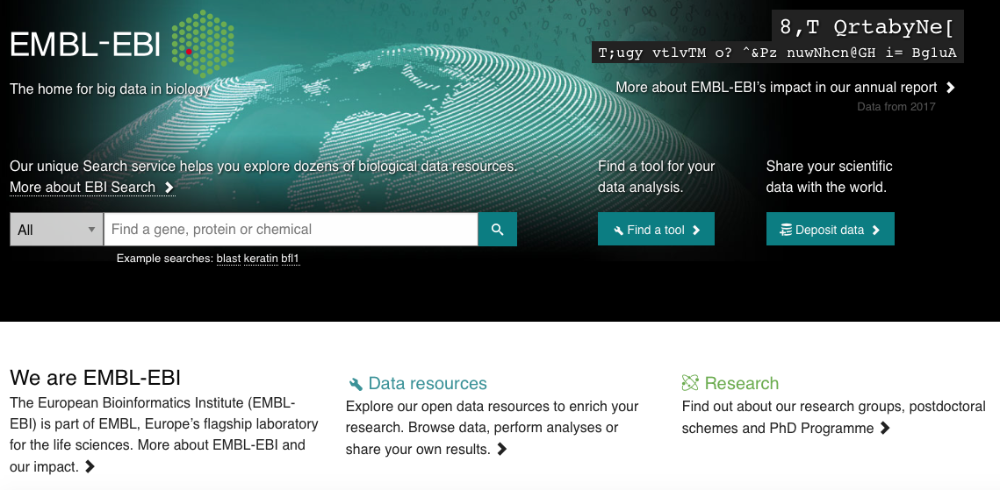 EMBL-EBI
The home for big data in biology
8,T QrtabyNe[
T;ugy vtlvTM o? ^&Pz nuwNhcn@GH i= Bg1uA
More about EMBL-EBI's impact in our annual report
Data from 2017
Our unique Search service helps you explore dozens of biological data resources.
More about EBI Search
All
Find a gene, protein or chemical
Example searches: blast keratin bfl1
Find a tool for your
data analysis.
Find a tool
Share your scientific
data with the world.
Deposit data
We are EMBL-EBI
The European Bioinformatics Institute (EMBL-
EBI) is part of EMBL, Europe's flagship laboratory
for the life sciences. More about EMBL-EBI and
our impact.
Data resources
Explore our open data resources to enrich your
research. Browse data, perform analyses or
share your own results.
Research
Find out about our research groups, postdoctoral
schemes and PhD Programme